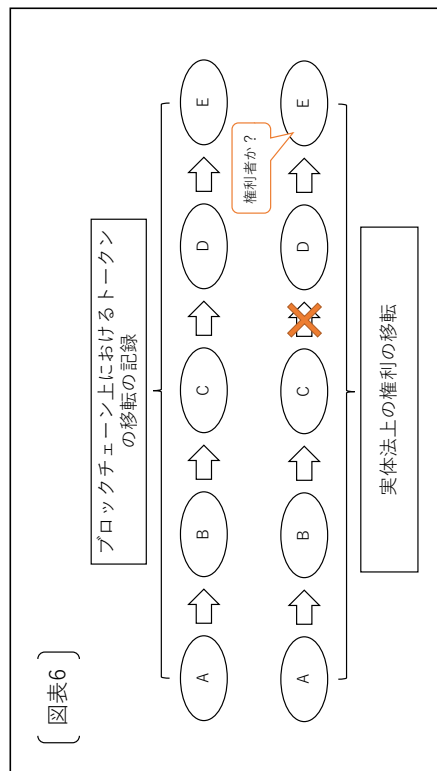 図表6
ブロックチェーン上におけるトークン
の移転の記録
A
B
C
D
E
権利者か？
A
B
C
D
E
実体法上の権利の移転